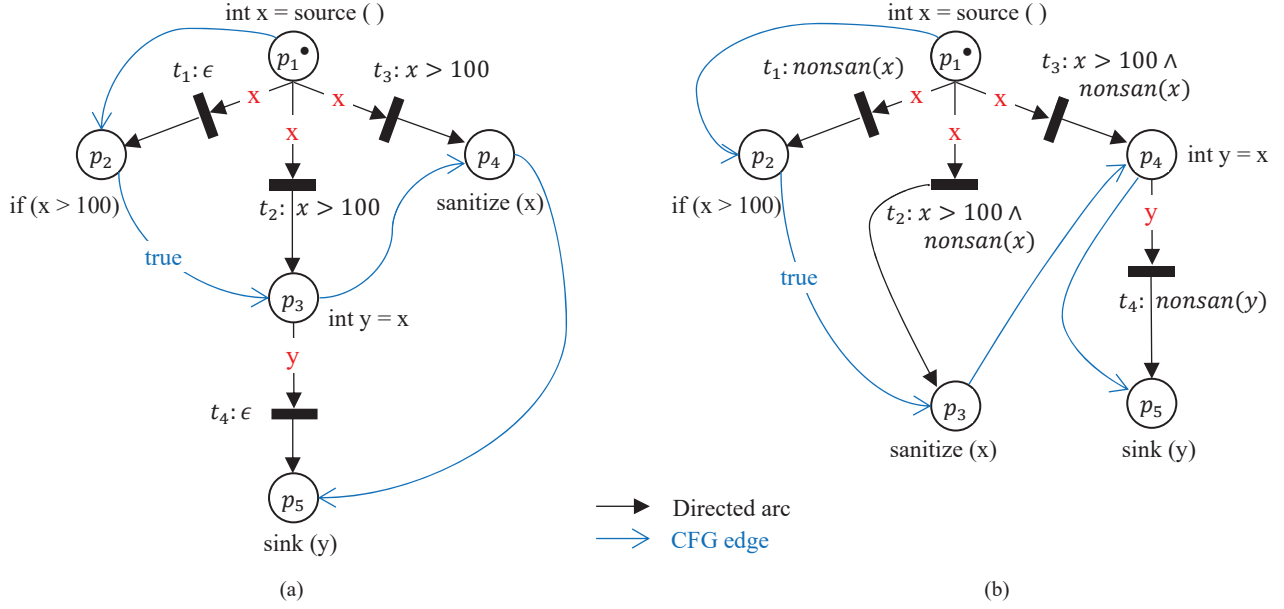 int x = source ( )
p₁
t₁: ϵ
t₃: x > 100
x
x
x
p₂
p₄
if (x > 100)
t₂: x > 100
sanitize (x)
true
p₃
int y = x
y
t₄: ϵ
p₅
sink (y)
(a)
int x = source ( )
p₁
t₁: nonsan(x)
t₃: x > 100 ∧
nonsan(x)
x
x
x
p₂
p₄
int y = x
if (x > 100)
t₂: x > 100 ∧
nonsan(x)
y
true
t₄: nonsan(y)
p₃
p₅
sanitize (x)
sink (y)
Directed arc
CFG edge
(b)